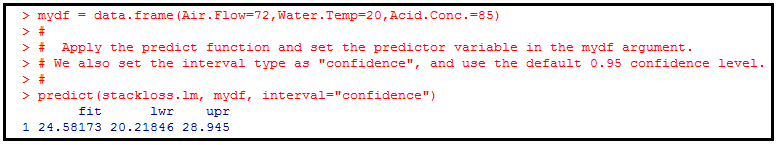 > mydf = data.frame(Air.Flow=72,Water.Temp=20,Acid.Conc.=85)
> #
> #  Apply the predict function and set the predictor variable in the mydf argument.
> # We also set the interval type as "confidence", and use the default 0.95 confidence level.
> #
> predict(stackloss.lm, mydf, interval="confidence")
       fit      lwr    upr
1 24.58173 20.21846 28.945